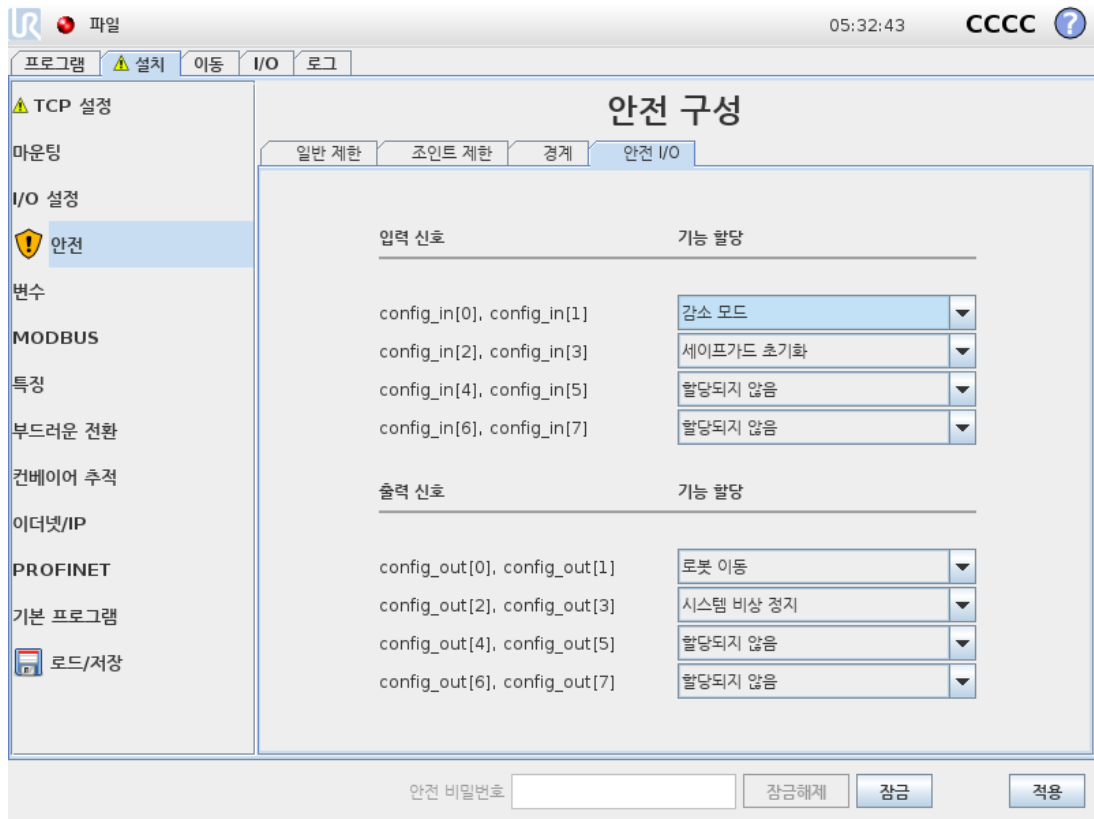 UR 파일 05:32:43 CCCC ?
프로그램 설치 이동 I/O 로그
TCP 설정
마운팅
I/O 설정
안전
변수
MODBUS
특징
부드러운 전환
컨베이어 추적
이더넷/IP
PROFINET
기본 프로그램
로드/저장
안전 구성
일반 제한 조인트 제한 경계 안전 I/O
입력 신호 기능 할당
config_in[0], config_in[1] 감소 모드
config_in[2], config_in[3] 세이프가드 초기화
config_in[4], config_in[5] 할당되지 않음
config_in[6], config_in[7] 할당되지 않음
출력 신호 기능 할당
config_out[0], config_out[1] 로봇 이동
config_out[2], config_out[3] 시스템 비상 정지
config_out[4], config_out[5] 할당되지 않음
config_out[6], config_out[7] 할당되지 않음
안전 비밀번호 잠금해제 잠금 적용